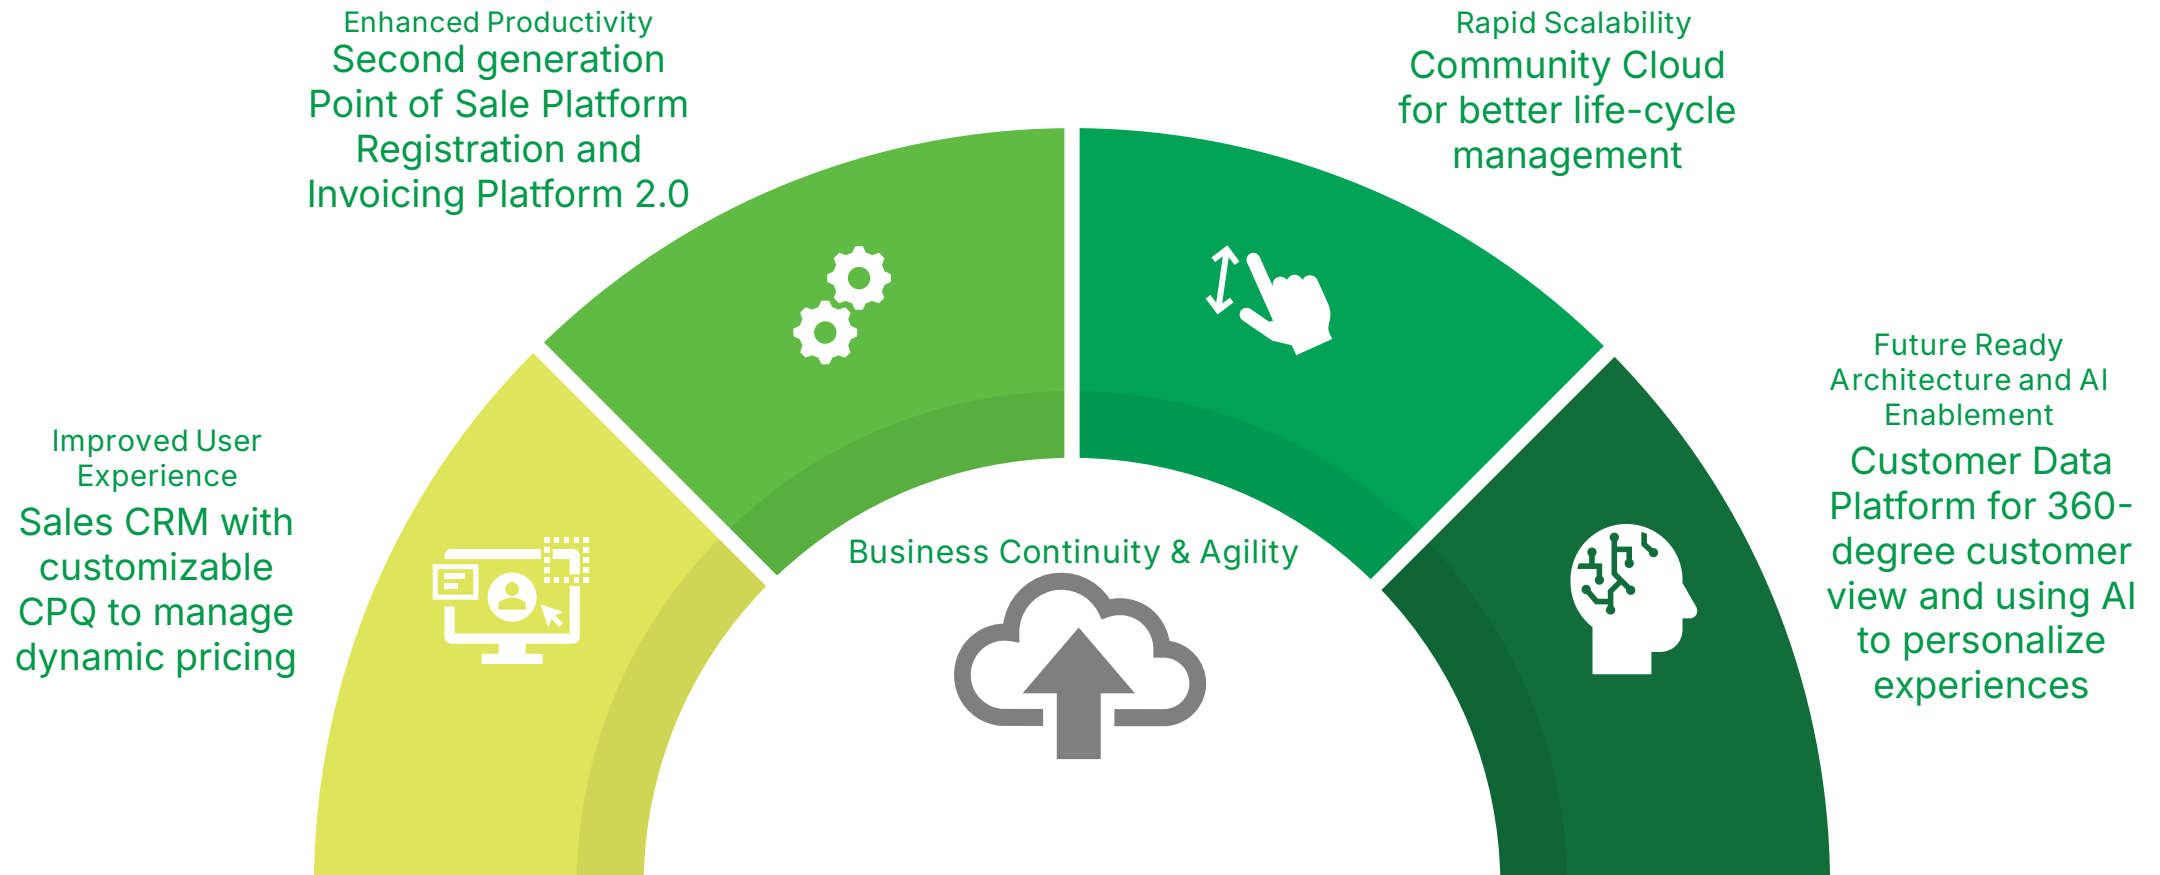 Enhanced Productivity
Second generation
Point of Sale Platform
Registration and
Invoicing Platform 2.0
Rapid Scalability
Community Cloud
for better life-cycle
management
Improved User
Experience
Sales CRM with
customizable
CPQ to manage
dynamic pricing
Future Ready
Architecture and AI
Enablement
Customer Data
Platform for 360-
degree customer
view and using AI
to personalize
experiences
Business Continuity & Agility